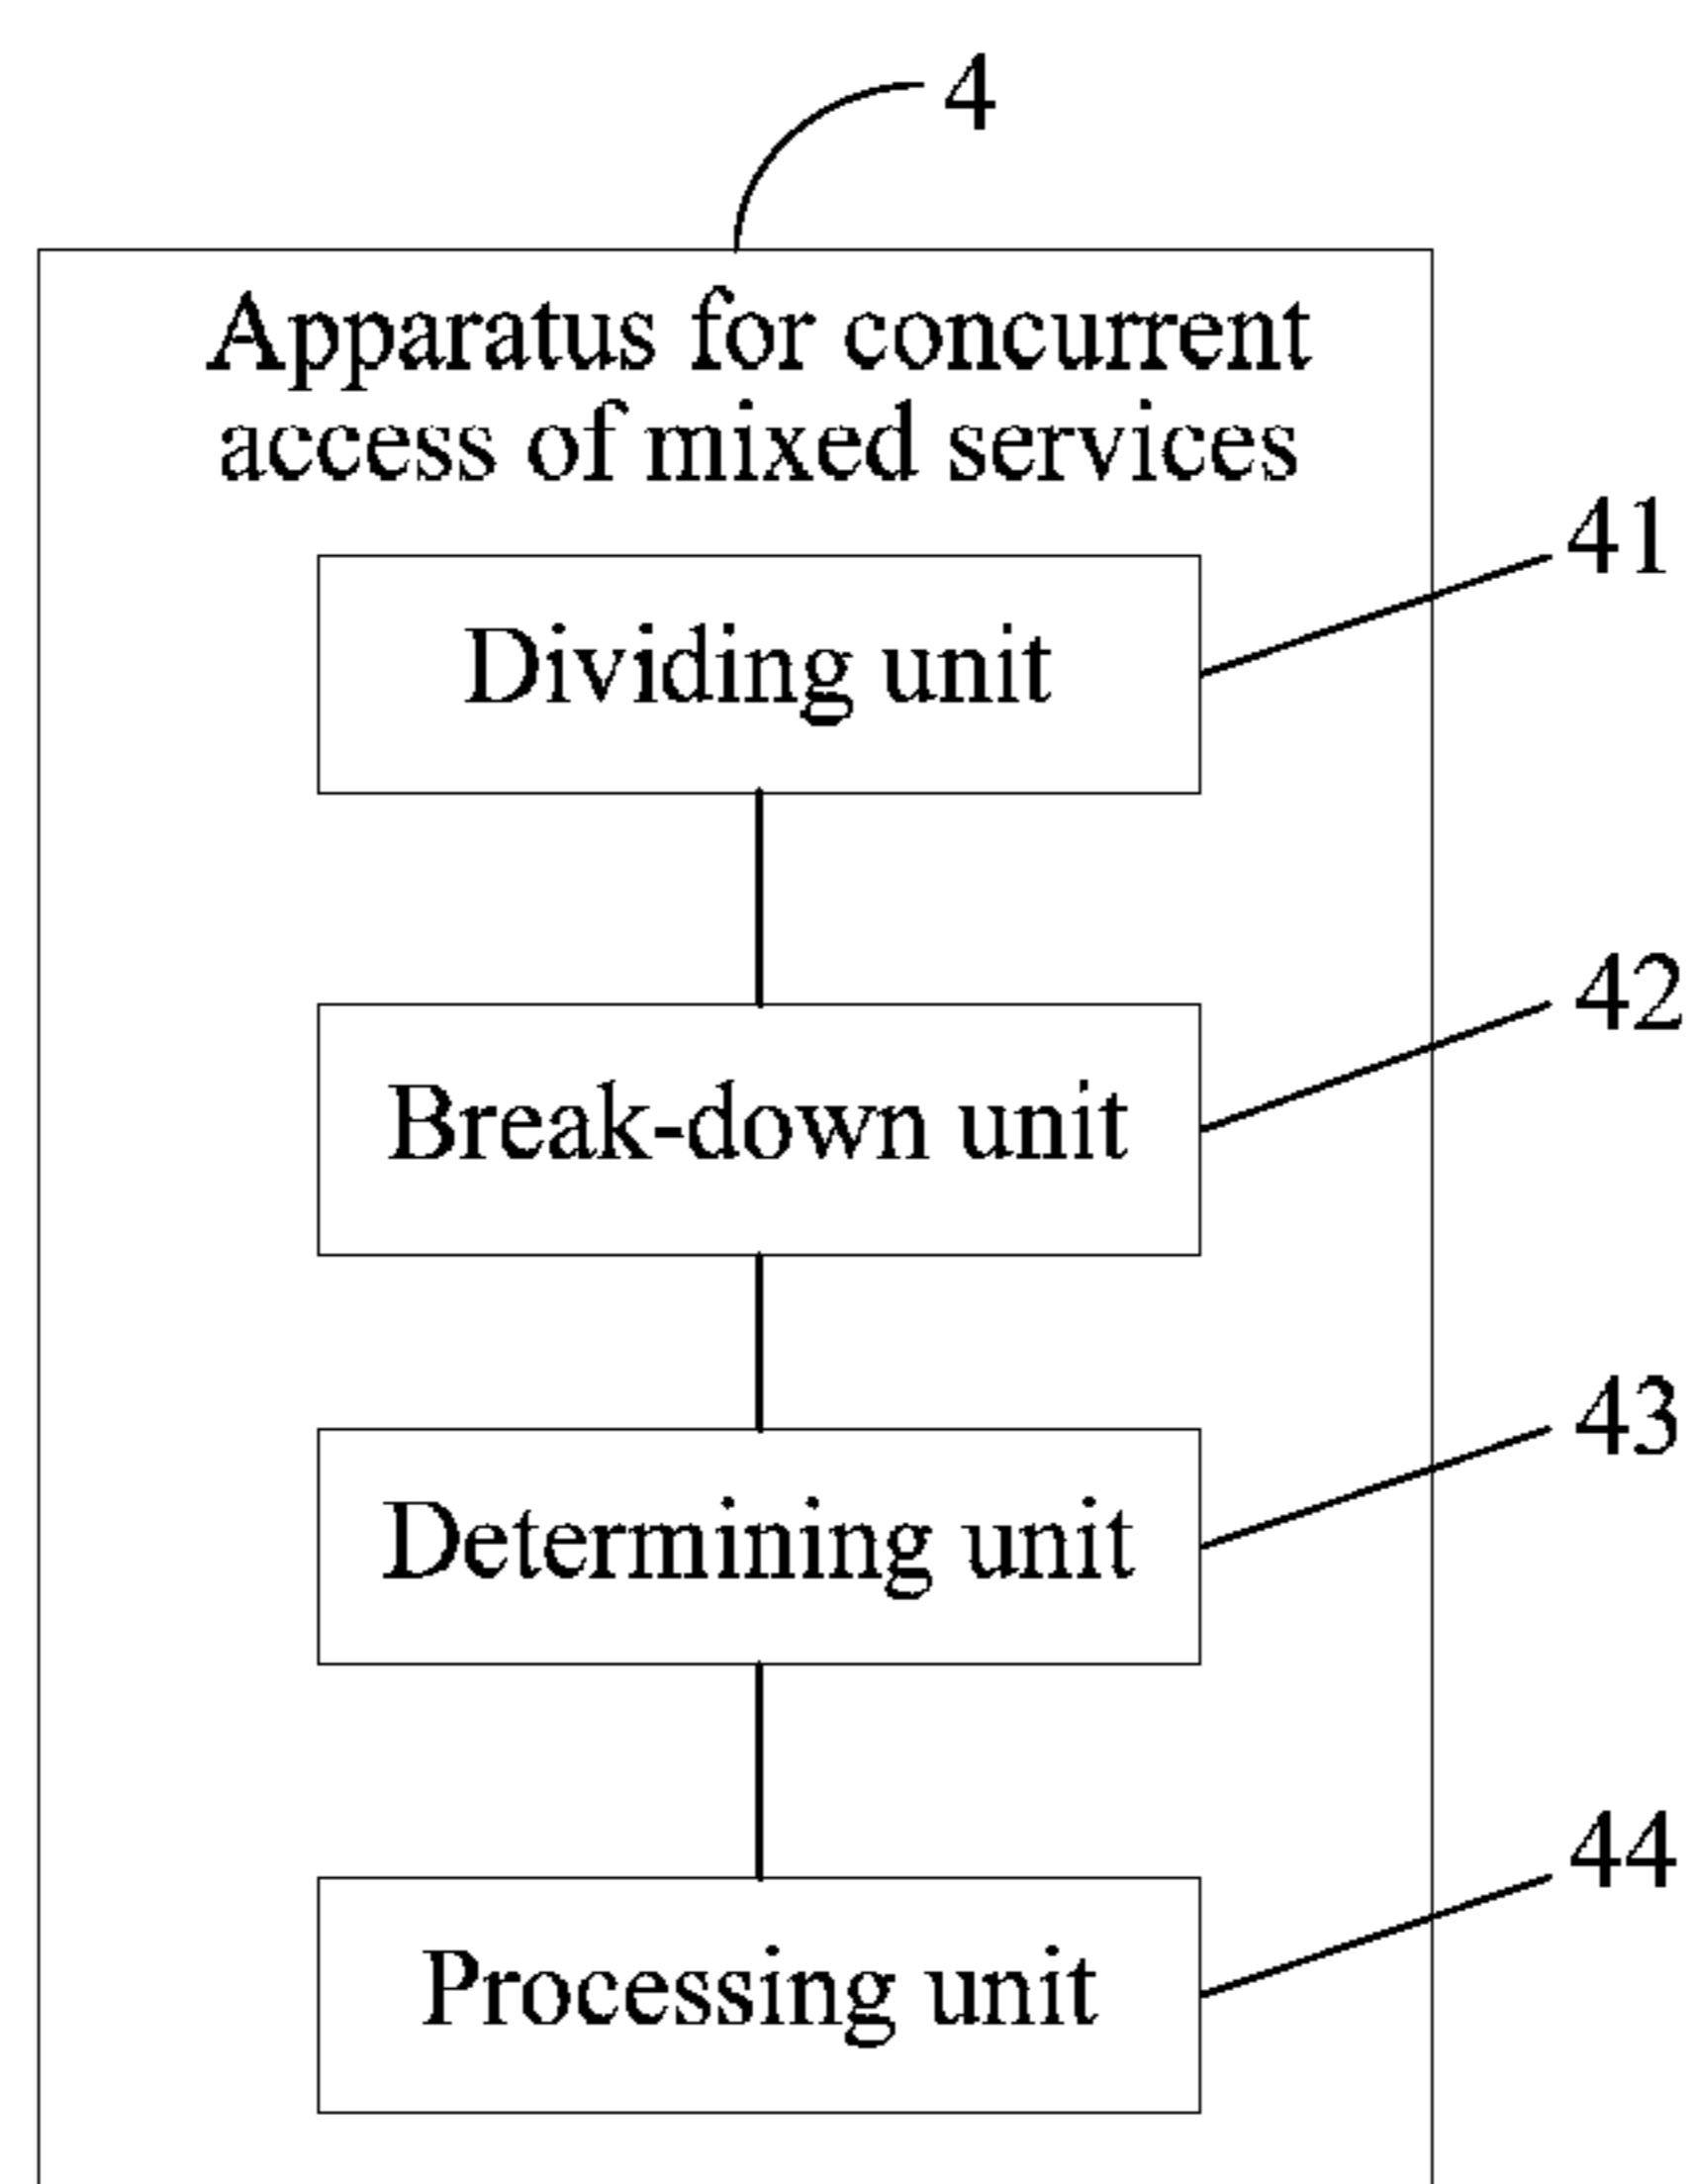 4
Apparatus for concurrent
access of mixed services
41
Dividing unit
42
Break-down unit
43
Determining unit
44
Processing unit